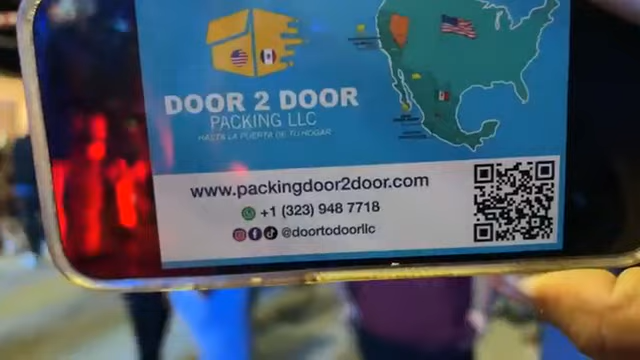 DOOR 2 DOOR
PACKING LLC
HASTA LA PUERTA DE TU HOGAR
www.packingdoor2door.com
+1 (323) 948 7718
@doortodoorllc